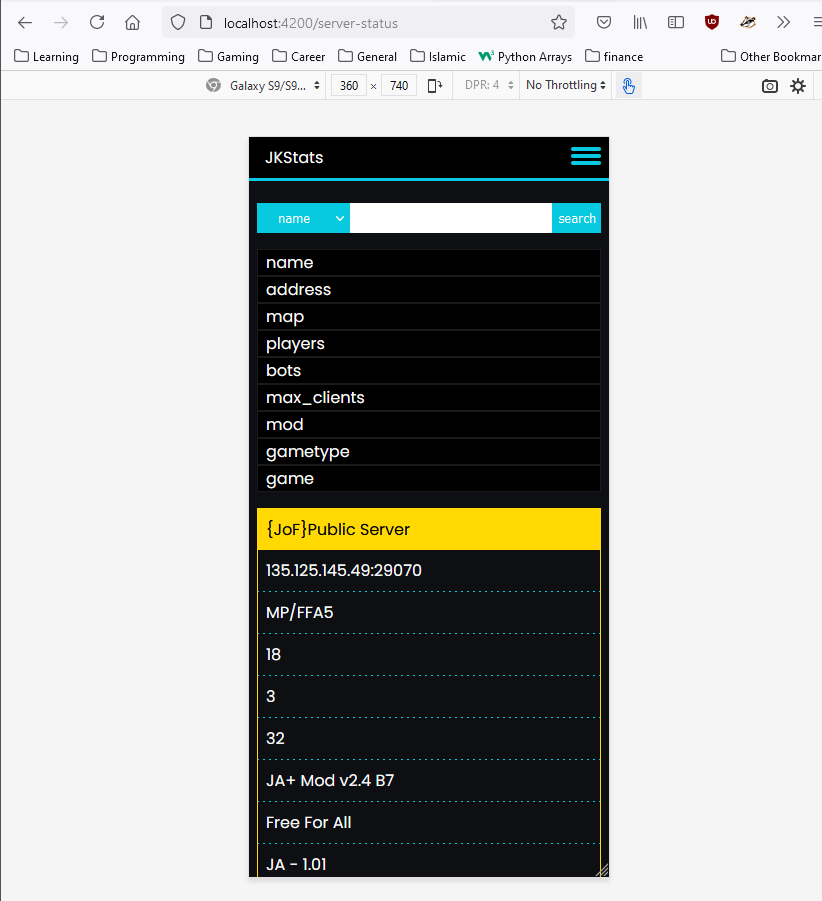 localhost:4200/server-status
Learning Programming Gaming Career General Islamic Python Arrays finance Other Bookmar
Galaxy S9/S9... 360 × 740 DPR: 4 No Throttling
JKStats
name search
name
address
map
players
bots
max_clients
mod
gametype
game
{JoF}Public Server
135.125.145.49:29070
MP/FFA5
18
3
32
JA+ Mod v2.4 B7
Free For All
JA - 1.01